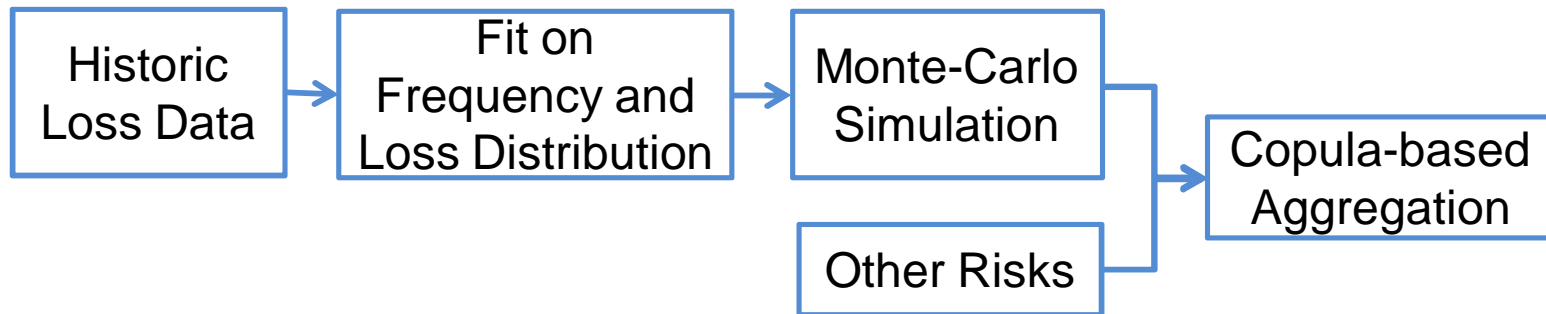 Historic
Loss Data
Fit on
Frequency and
Loss Distribution
Monte-Carlo
Simulation
Other Risks
Copula-based
Aggregation